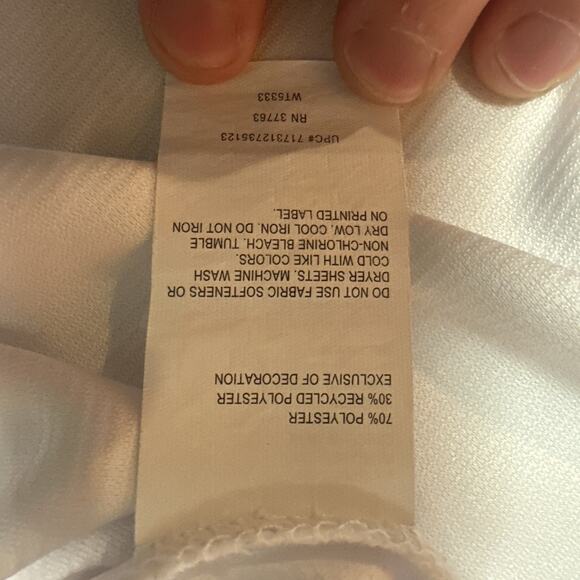 70% POLYESTER
30% RECYCLED POLYESTER
EXCLUSIVE OF DECORATION
DO NOT USE FABRIC SOFTENERS OR
DRYER SHEETS. MACHINE WASH
COLD WITH LIKE COLORS.
NON-CHLORINE BLEACH. TUMBLE
DRY LOW. COOL IRON. DO NOT IRON
ON PRINTED LABEL.
UPC# 717312735123
RN 37763
WT5333